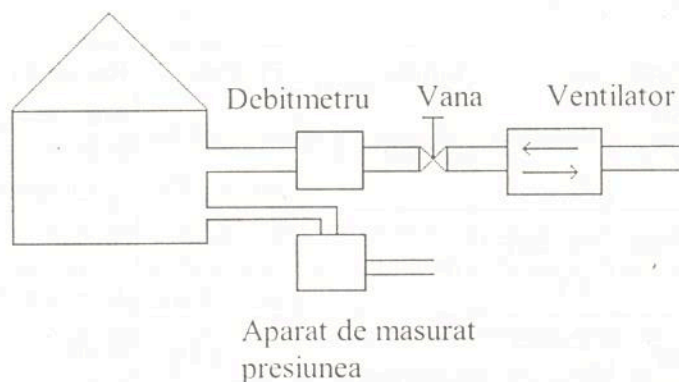 Debitmetru
Vana
Ventilator
Aparat de masurat
presiunea